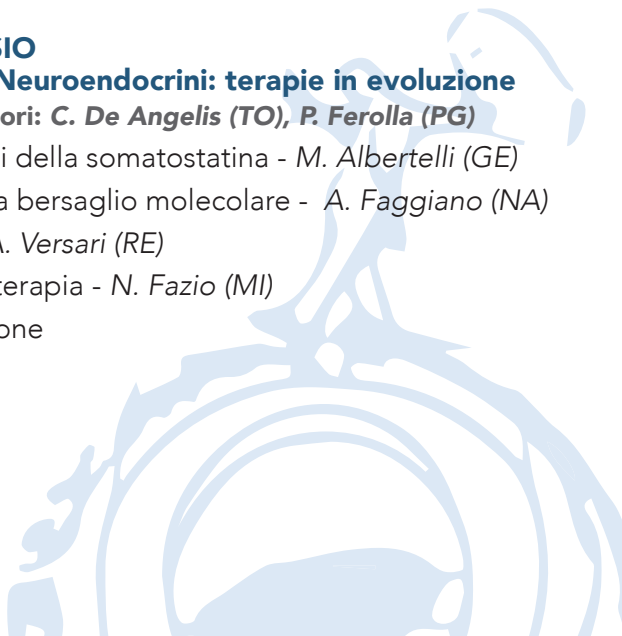 SIO
Neuroendocrini: terapie in evoluzione
ori: C. De Angelis (TO), P. Ferolla (PG)
i della somatostatina - M. Albertelli (GE)
a bersaglio molecolare - A. Faggiano (NA)
A. Versari (RE)
terapia - N. Fazio (MI)
one